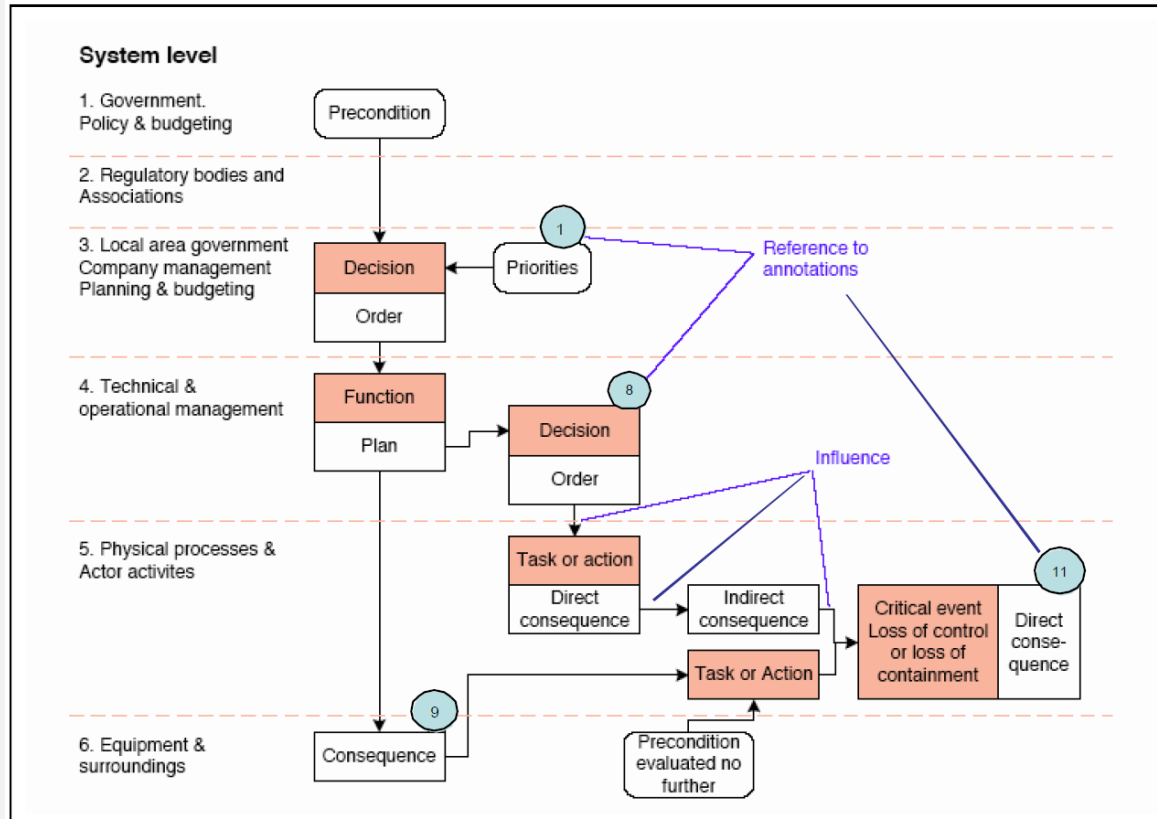 System level
1. Government.
Policy & budgeting
Precondition
2. Regulatory bodies and
Associations
3. Local area government
Company management
Planning & budgeting
Decision
Order
1
Priorities
Reference to
annotations
4. Technical &
operational management
Function
Plan
8
Decision
Order
Influence
5. Physical processes &
Actor activites
Task or action
Direct
consequence
Indirect
consequence
Task or Action
Critical event
Loss of control
or loss of
containment
11
Direct
conse-
quence
6. Equipment &
surroundings
9
Consequence
Precondition
evaluated no
further